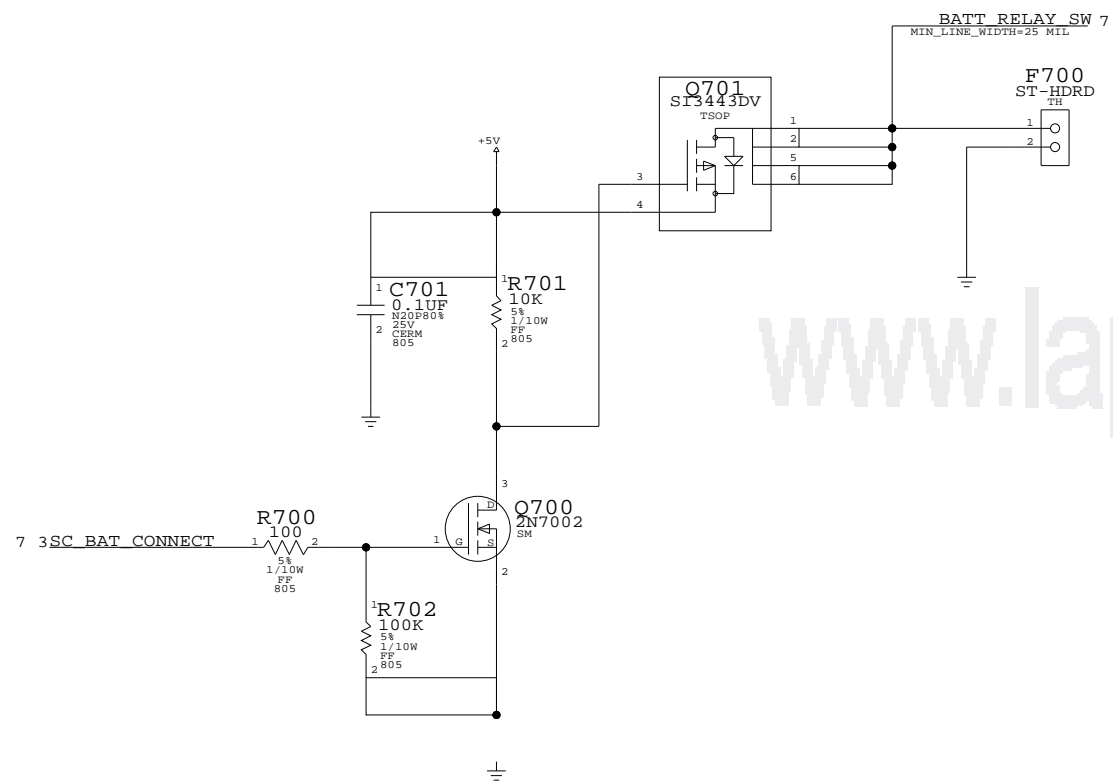 BATT_RELAY_SW 7
MIN_LINE_WIDTH=25 MIL
F700
ST-HDRD
TH
1
2
Q701
SI3443DV
TSOP
1
2
5
6
3
4
+5V
1
C701
0.1UF
N20P80%
25V
CERM
805
2
1
R701
10K
5%
1/10W
FF
805
2
3
D
Q700
2N7002
SM
1
G
S
2
7 3 SC_BAT_CONNECT
R700
100
1
2
5%
1/10W
FF
805
1
R702
100K
5%
1/10W
FF
805
2
www.la